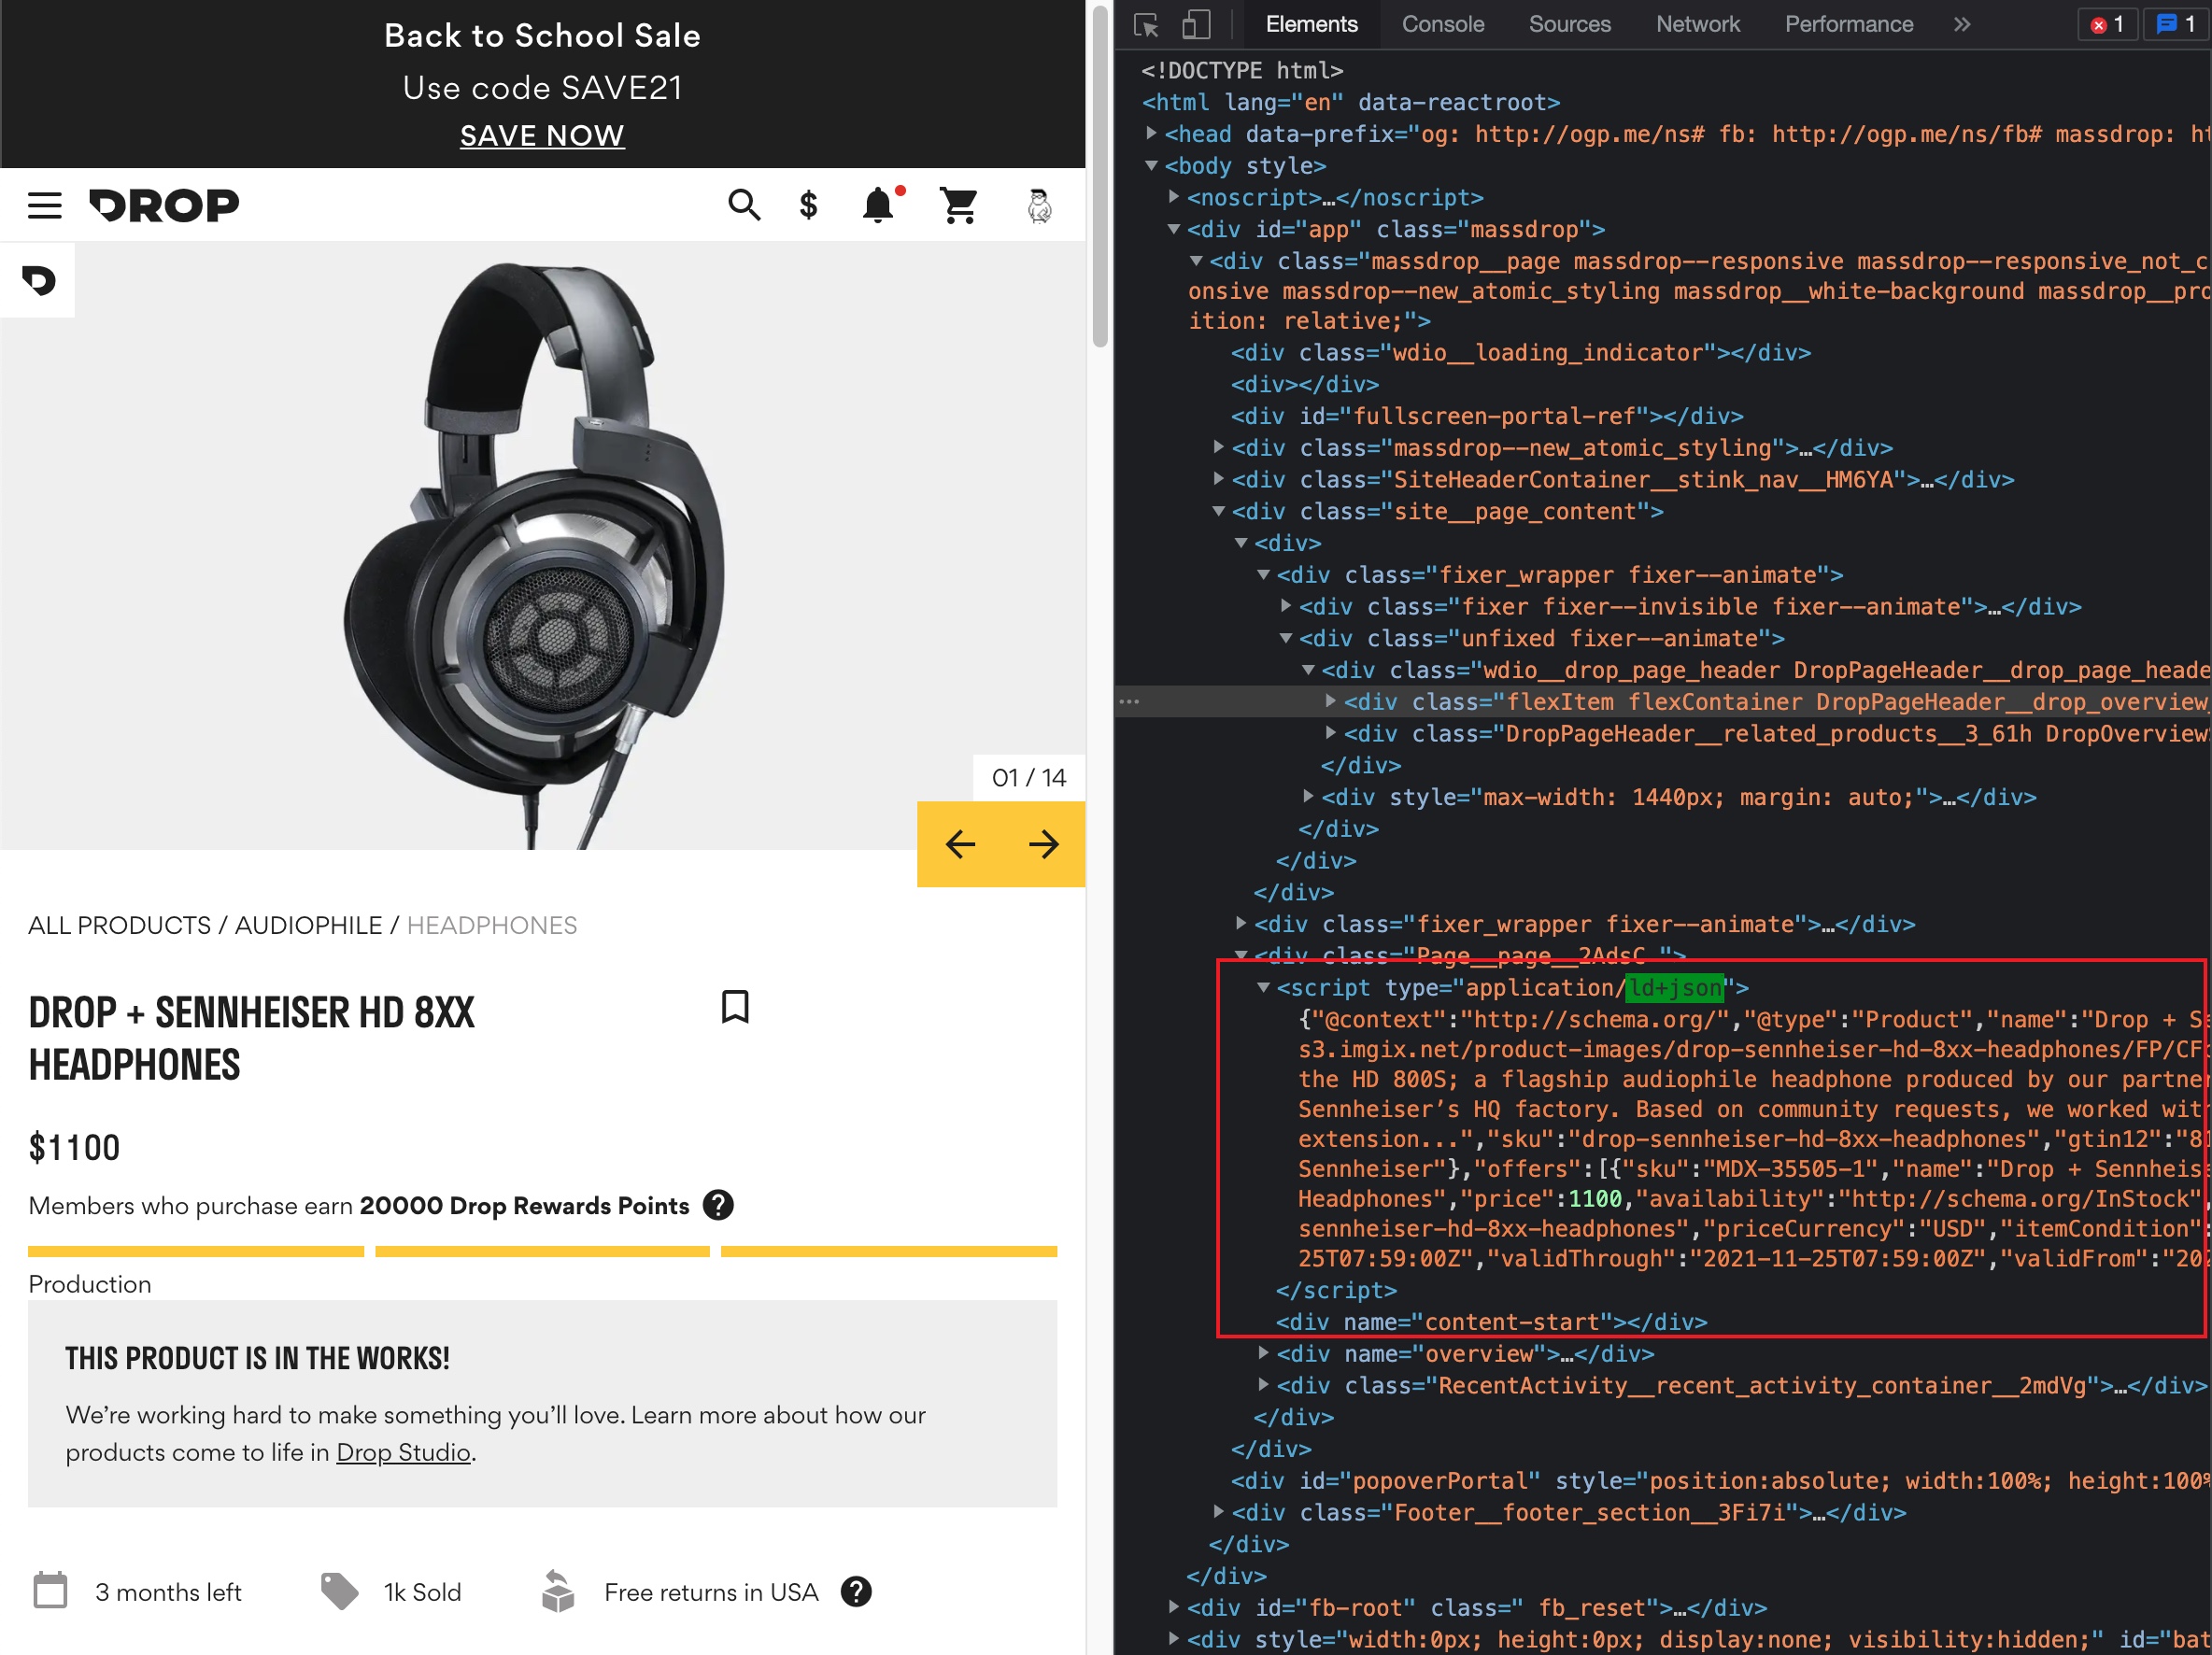 Back to School Sale
Use code SAVE21
SAVE NOW
DROP
$
01 / 14
ALL PRODUCTS / AUDIOPHILE / HEADPHONES
DROP + SENNHEISER HD 8XX
HEADPHONES
$1100
Members who purchase earn 20000 Drop Rewards Points ?
Production
THIS PRODUCT IS IN THE WORKS!
We’re working hard to make something you’ll love. Learn more about how our
products come to life in Drop Studio.
3 months left 1k Sold Free returns in USA ?
Elements Console Sources Network Performance » 1 1
<!DOCTYPE html>
<html lang="en" data-reactroot>
<head data-prefix="og: http://ogp.me/ns# fb: http://ogp.me/ns/fb# massdrop: ht
<body style>
<noscript>…</noscript>
<div id="app" class="massdrop">
<div class="massdrop__page massdrop--responsive massdrop--responsive_not_c
onsive massdrop--new_atomic_styling massdrop__white-background massdrop__pro
ition: relative;">
<div class="wdio__loading_indicator"></div>
<div></div>
<div id="fullscreen-portal-ref"></div>
<div class="massdrop--new_atomic_styling">…</div>
<div class="SiteHeaderContainer__stink_nav__HM6YA">…</div>
<div class="site__page_content">
<div>
<div class="fixer_wrapper fixer--animate">
<div class="fixer fixer--invisible fixer--animate">…</div>
<div class="unfixed fixer--animate">
<div class="wdio__drop_page_header DropPageHeader__drop_page_heade
… <div class="flexItem flexContainer DropPageHeader__drop_overview_
<div class="DropPageHeader__related_products__3_61h DropOverview
</div>
<div style="max-width: 1440px; margin: auto;">…</div>
</div>
</div>
</div>
<div class="fixer_wrapper fixer--animate">…</div>
<div class="Page__page__2AdsC ">
<script type="application/ld+json">
{"@context":"http://schema.org/","@type":"Product","name":"Drop + Se
s3.imgix.net/product-images/drop-sennheiser-hd-8xx-headphones/FP/CF
the HD 800S; a flagship audiophile headphone produced by our partne
Sennheiser’s HQ factory. Based on community requests, we worked wit
extension...","sku":"drop-sennheiser-hd-8xx-headphones","gtin12":"81
Sennheiser"},"offers":[{"sku":"MDX-35505-1","name":"Drop + Sennheis
Headphones","price":1100,"availability":"http://schema.org/InStock",
sennheiser-hd-8xx-headphones","priceCurrency":"USD","itemCondition":
25T07:59:00Z","validThrough":"2021-11-25T07:59:00Z","validFrom":"202
</script>
<div name="content-start"></div>
<div name="overview">…</div>
<div class="RecentActivity__recent_activity_container__2mdVg">…</div>
</div>
</div>
<div id="popoverPortal" style="position:absolute; width:100%; height:100%
<div class="Footer__footer_section__3Fi7i">…</div>
</div>
</div>
<div id="fb-root" class=" fb_reset">…</div>
<div style="width:0px; height:0px; display:none; visibility:hidden;" id="bat